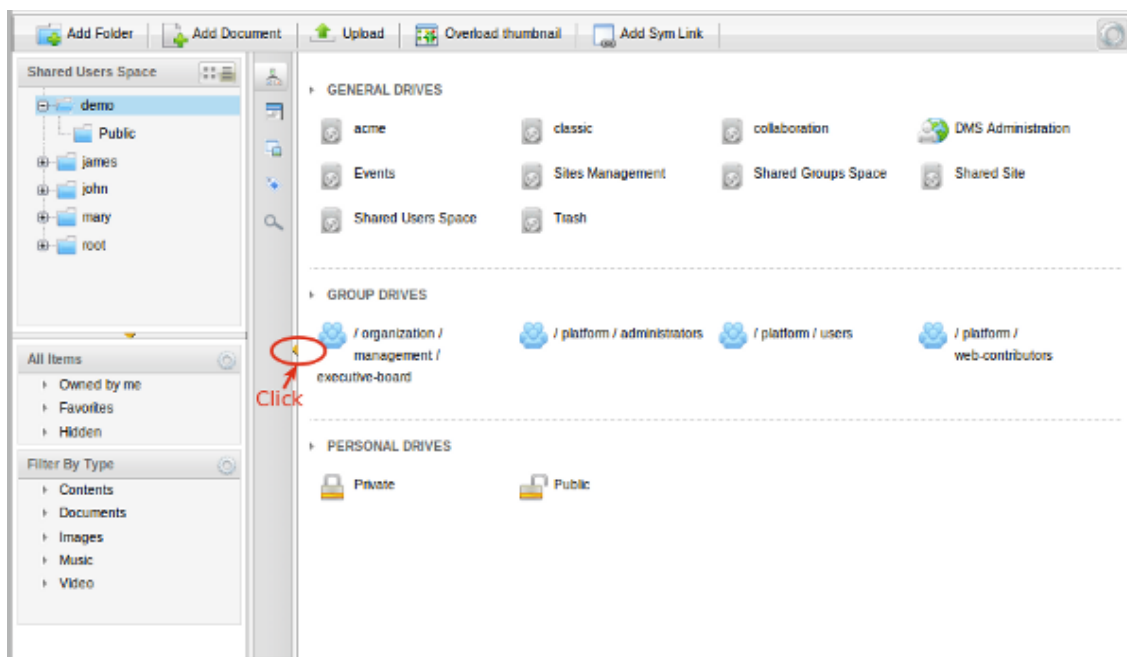 Add Folder Add Document Upload Overload thumbnail Add Sym Link
Shared Users Space
demo
Public
james
john
mary
root
All Items
Owned by me
Favorites
Hidden
Filter By Type
Contents
Documents
Images
Music
Video
Click
GENERAL DRIVES
acme classic collaboration DMS Administration
Events Sites Management Shared Groups Space Shared Site
Shared Users Space Trash
GROUP DRIVES
/ organization / / platform / administrators / platform / users / platform /
management / web-contributors
executive-board
PERSONAL DRIVES
Private Public